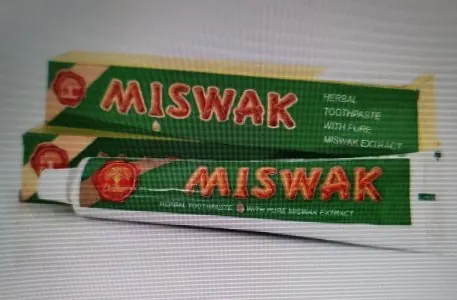 MISWAK
HERBAL
TOOTHPASTE
WITH PURE
MISWAK EXTRACT
MISWAK
HERBAL TOOTHPASTE WITH PURE MISWAK EXTRACT